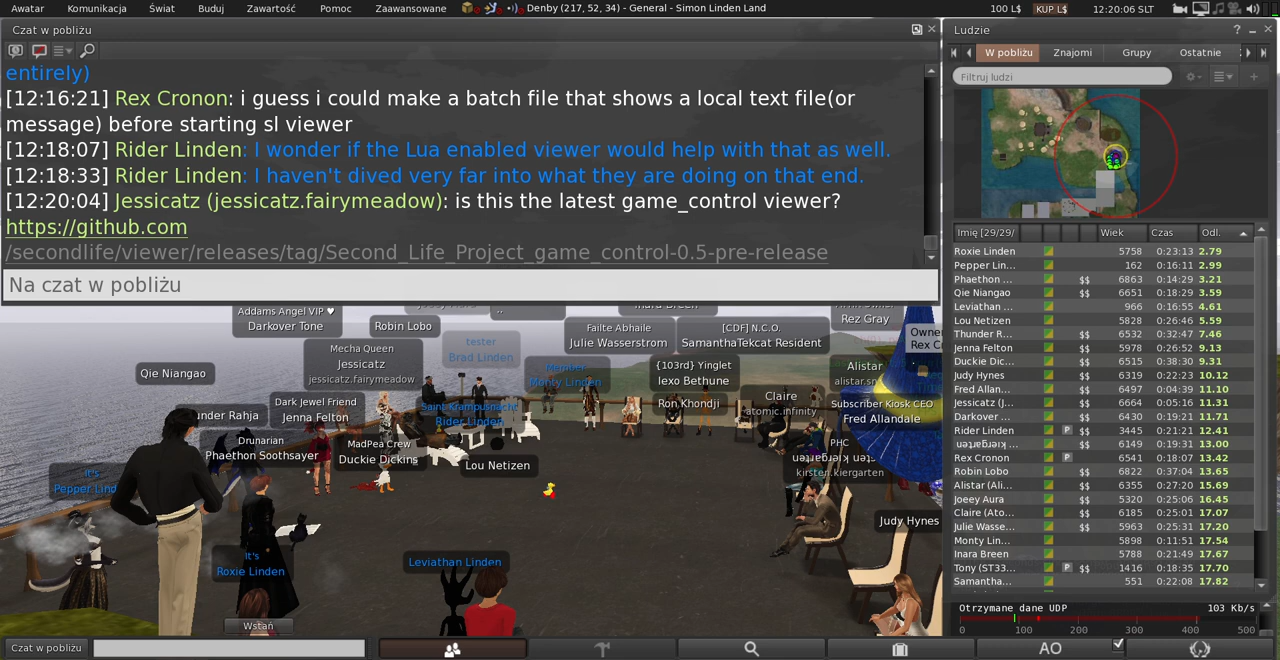 Awatar Komunikacja Świat Buduj Zawartość Pomoc Zaawansowane Denby (217, 52, 34) - General - Simon Linden Land 100 L$ KUP L$ 12:20:06 SLT
Czat w pobliżu
entirely)
[12:16:21] Rex Cronon: i guess i could make a batch file that shows a local text file(or
message) before starting sl viewer
[12:18:07] Rider Linden: I wonder if the Lua enabled viewer would help with that as well.
[12:18:33] Rider Linden: I haven't dived very far into what they are doing on that end.
[12:20:04] Jessicatz (jessicatz.fairymeadow): is this the latest game_control viewer?
https://github.com
/secondlife/viewer/releases/tag/Second_Life_Project_game_control-0.5-pre-release
Na czat w pobliżu
Addams Angel VIP ♥
Darkover Tone
Robin Lobo
tester
Brad Linden
Failte Abhaile
Julie Wasserstrom
[CDF] N.C.O.
SamanthaTekcat Resident
Rez Gray
Owner
Rex Cr
Mecha Queen
Jessicatz
jessicatz.fairymeadow
Qie Niangao
Member
Monty Linden
{103rd} Yinglet
Iexo Bethune
Alistar
alistar.sn
Dark Jewel Friend
Jenna Felton
under Rahja
Rider Linden
Ron Khondji
Claire
atomic.infinity
Subscriber Kiosk CEO
Fred Allandale
Drunarian
Phaethon Soothsayer
MadPea Crew
Duckie Dickins
Lou Netizen
PHC
kirsten.kiergarten
It's
Pepper Lind
Judy Hynes
It's
Roxie Linden
Leviathan Linden
Wstań
Czat w pobliżu
AO
Ludzie
W pobliżu Znajomi Grupy Ostatnie
Filtruj ludzi
Imię [29/29/ Wiek Czas Odl.
Roxie Linden 5758 0:23:13 2.79
Pepper Lin... 162 0:16:11 2.99
Phaethon ... $$ 6863 0:14:29 3.21
Qie Niangao $$ 6651 0:18:29 3.59
Leviathan ... 966 0:16:55 4.61
Lou Netizen 5828 0:26:46 5.59
Thunder R... $$ 6532 0:32:47 7.46
Jenna Felton $$ 5978 0:26:52 9.13
Duckie Dic... $$ 6515 0:38:30 9.31
Judy Hynes $$ 6319 0:22:23 10.12
Fred Allan... $$ 6497 0:04:39 11.10
Jessicatz (J... $$ 6664 0:05:16 11.31
Darkover ... $$ 6430 0:19:21 11.71
Rider Linden P $$ 3445 0:21:21 12.41
$$ 6149 0:19:31 13.00
Rex Cronon P 6541 0:18:07 13.42
Robin Lobo $$ 6822 0:37:04 13.65
Alistar (Ali... $$ 6355 0:27:20 15.69
Joeey Aura $$ 5320 0:25:06 16.45
Claire (Ato... $$ 6185 0:25:01 17.07
Julie Wasse... $$ 5963 0:25:31 17.20
Monty Lin... 5898 0:11:51 17.54
Inara Breen 5788 0:21:49 17.67
Tony (ST33... P $$ 1416 0:18:35 17.70
Samantha... 551 0:22:08 17.82
Otrzymane dane UDP 103 Kb/s
0 100 200 300 400 500